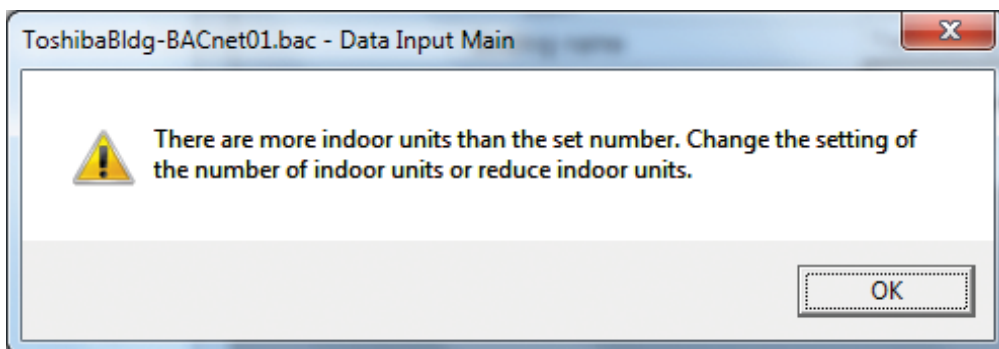 ToshibaBldg-BACnet01.bac - Data Input Main
There are more indoor units than the set number. Change the setting of
the number of indoor units or reduce indoor units.
OK